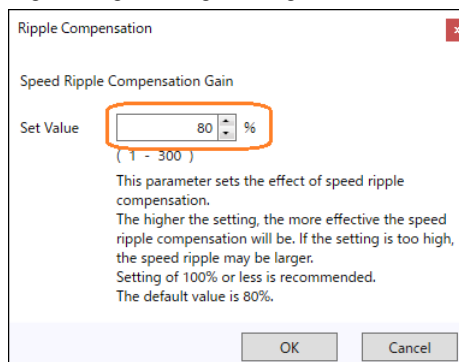 Ripple Compensation
Speed Ripple Compensation Gain
Set Value 80 %
( 1 - 300 )
This parameter sets the effect of speed ripple
compensation.
The higher the setting, the more effective the speed
ripple compensation will be. If the setting is too high,
the speed ripple may be larger.
Setting of 100% or less is recommended.
The default value is 80%.
OK Cancel